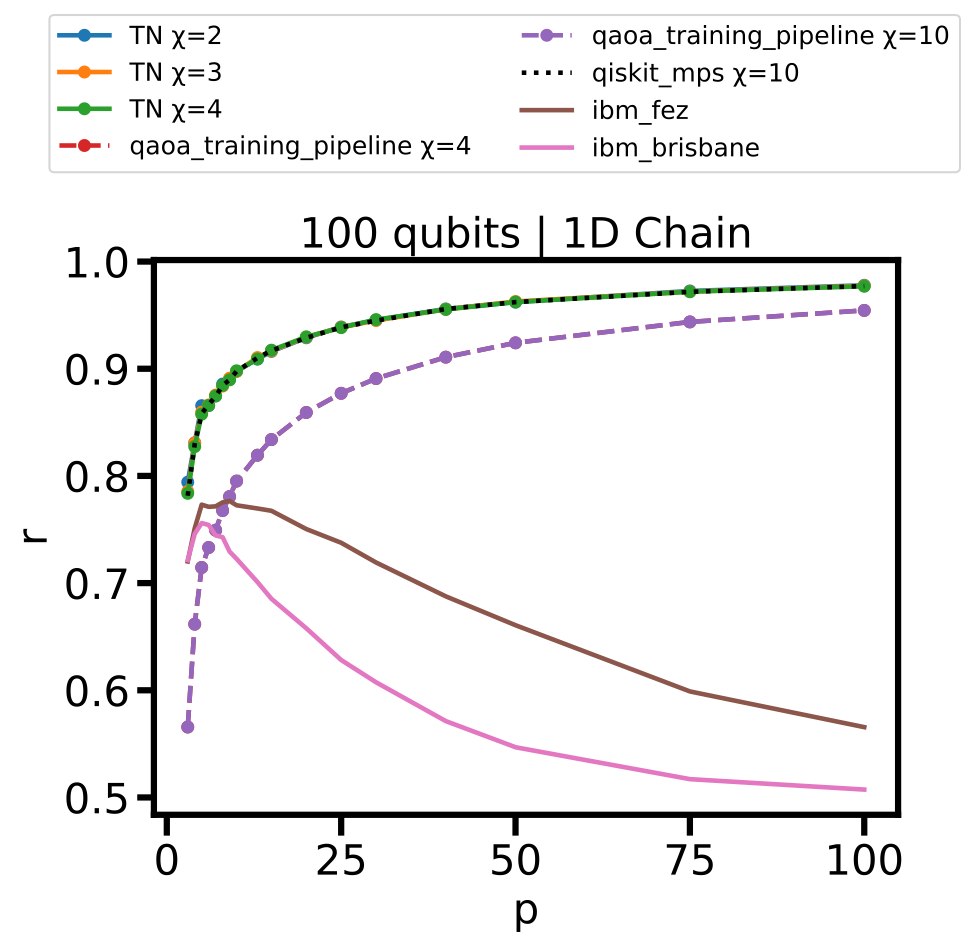 TN χ=2
TN χ=3
TN χ=4
qaoa_training_pipeline χ=4
qaoa_training_pipeline χ=10
qiskit_mps χ=10
ibm_fez
ibm_brisbane
100 qubits | 1D Chain
1.0
0.9
0.8
0.7
0.6
0.5
r
0 25 50 75 100
p